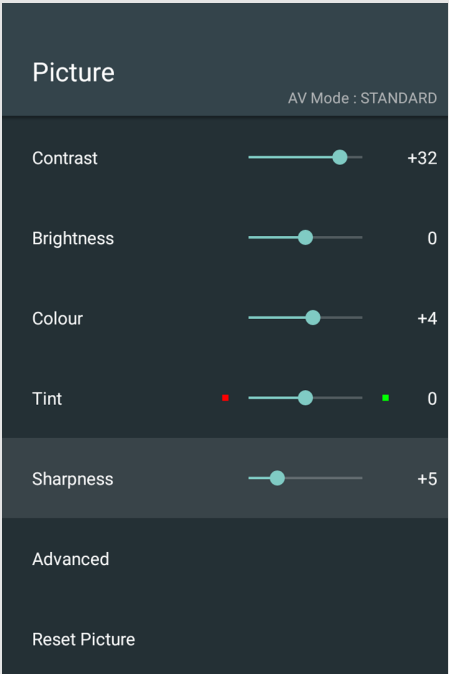 Picture
AV Mode : STANDARD
Contrast +32
Brightness 0
Colour +4
Tint 0
Sharpness +5
Advanced
Reset Picture